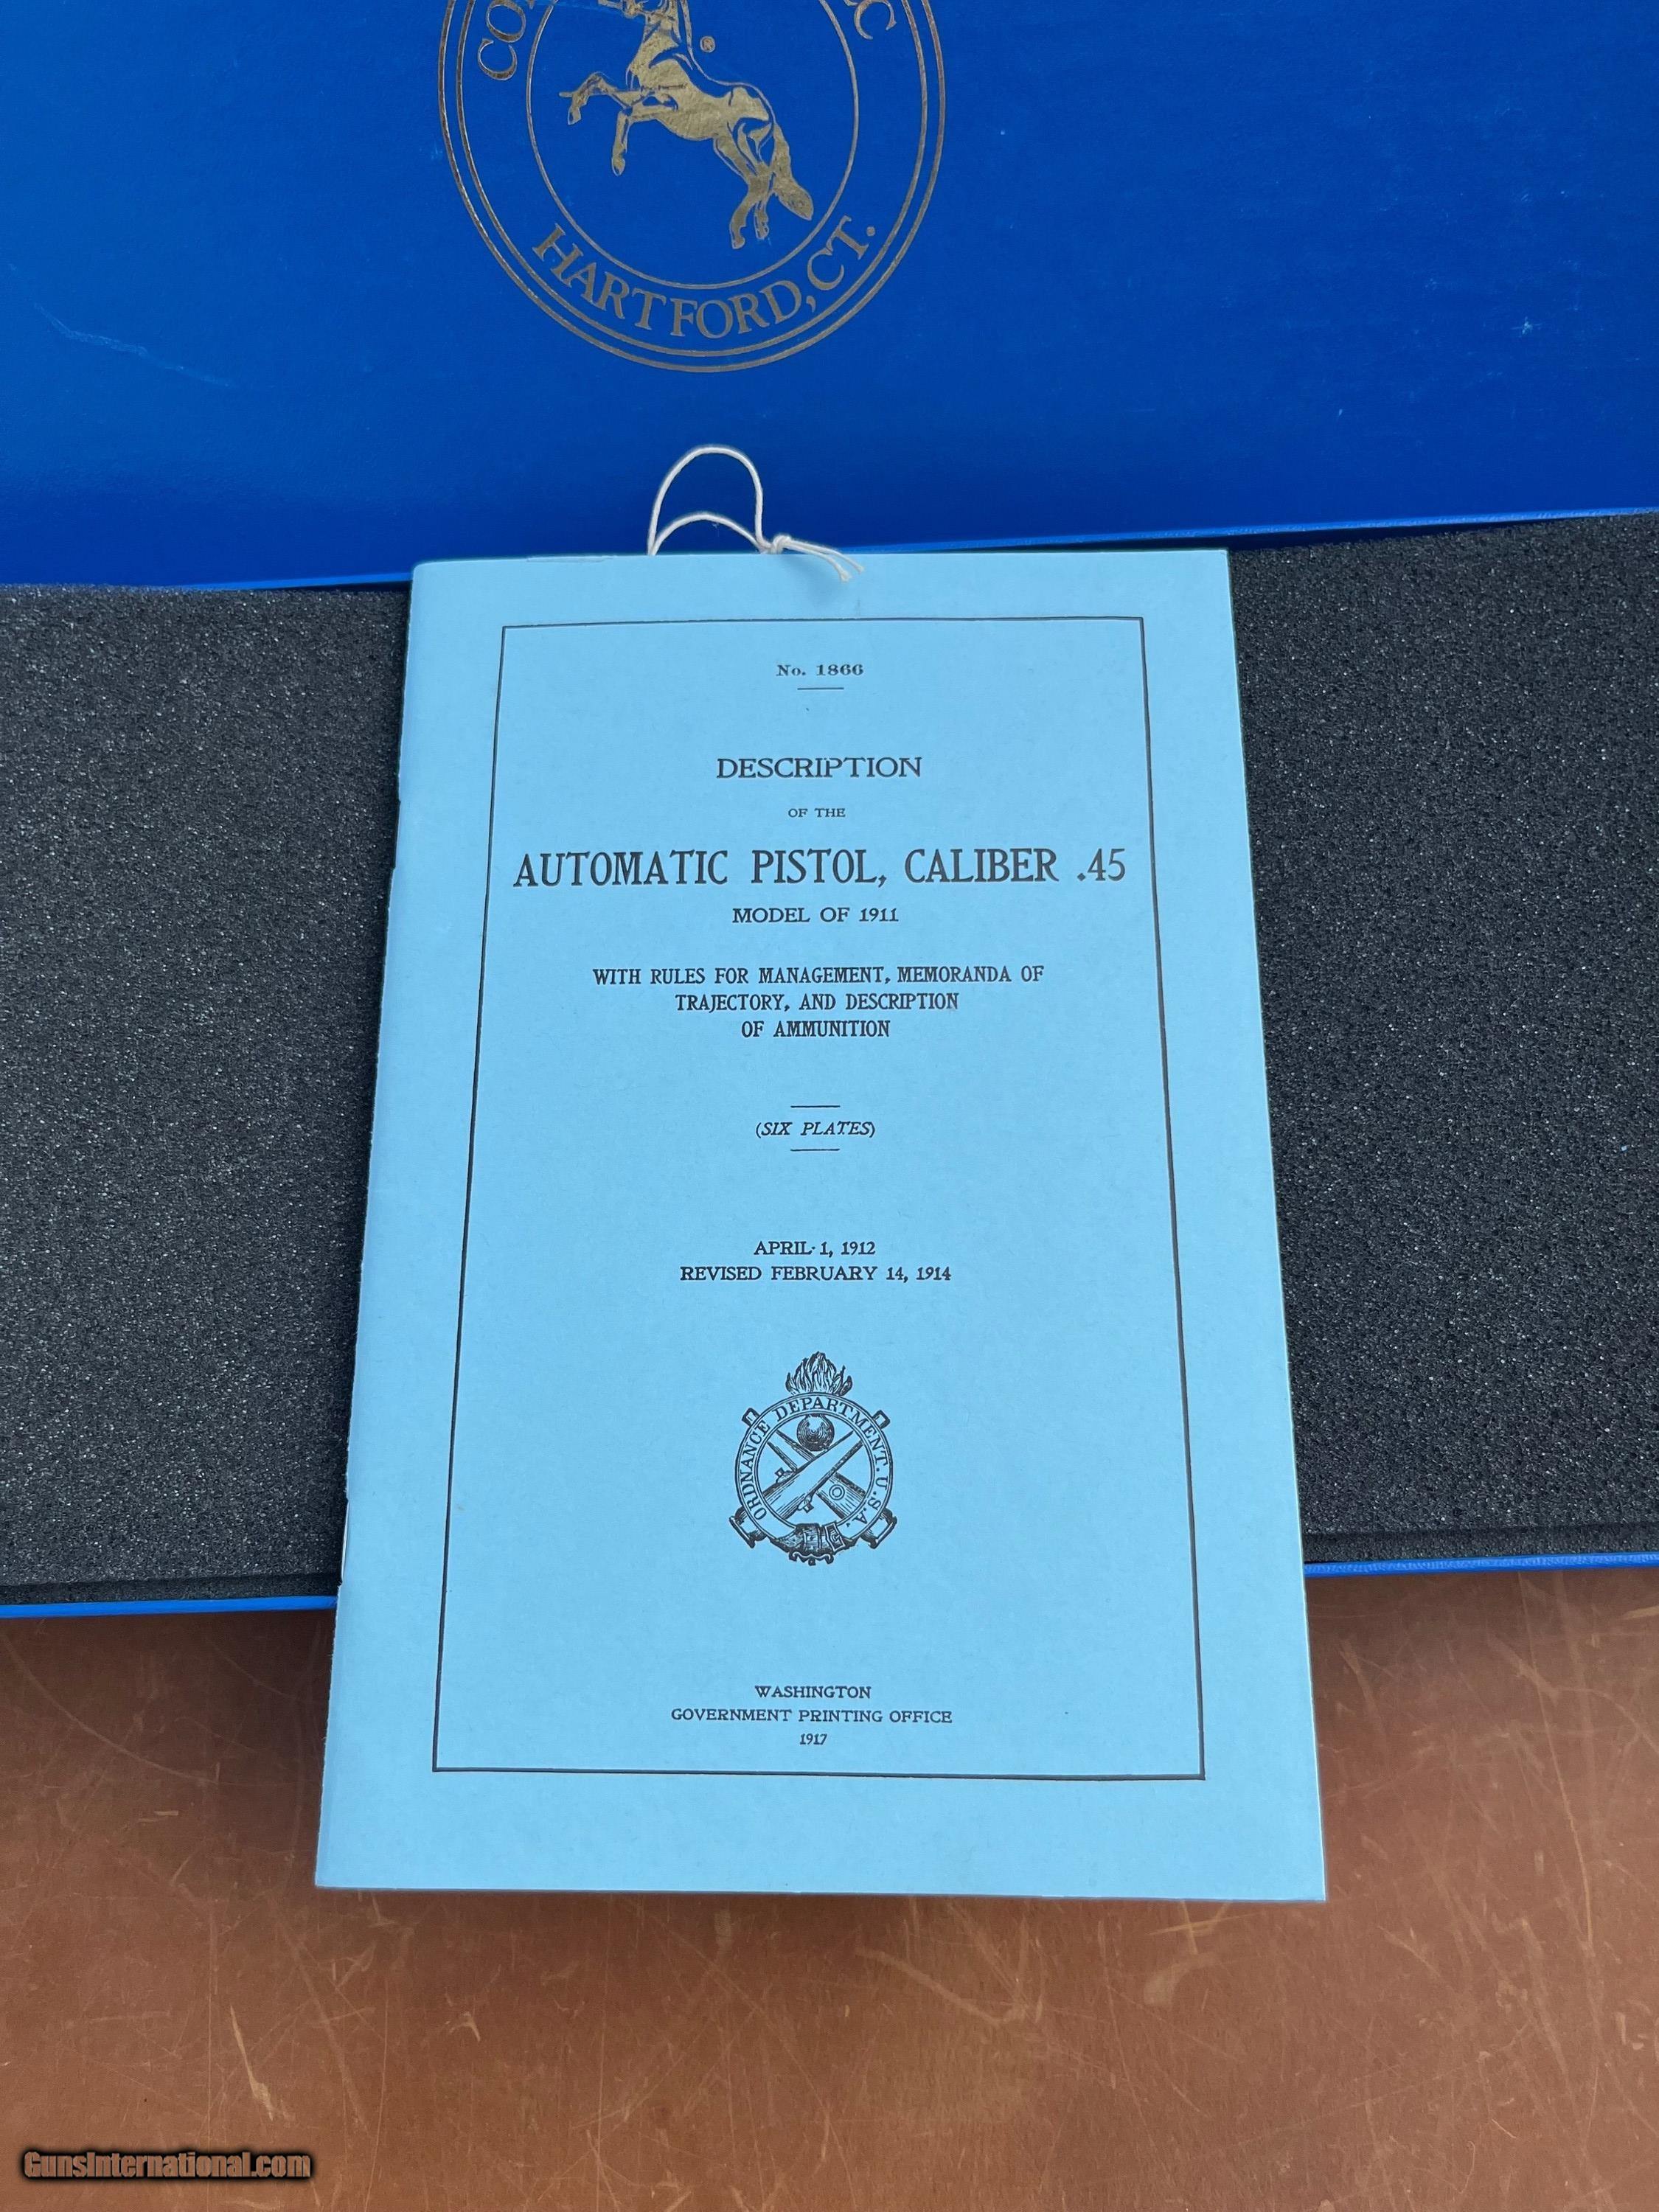 ®
HARTFORD, CT.
No. 1866
DESCRIPTION
OF THE
AUTOMATIC PISTOL, CALIBER .45
MODEL OF 1911
WITH RULES FOR MANAGEMENT, MEMORANDA OF
TRAJECTORY, AND DESCRIPTION
OF AMMUNITION
(SIX PLATES)
APRIL 1, 1912
REVISED FEBRUARY 14, 1914
ORDNANCE DEPARTMENT. U.S.A.
WASHINGTON
GOVERNMENT PRINTING OFFICE
1917
GunsInternational.com